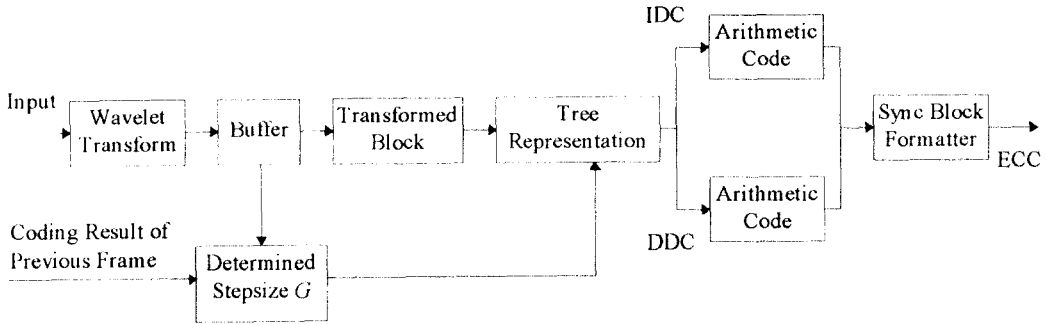 Input
Wavelet
Transform
Buffer
Transformed
Block
Tree
Representation
IDC
Arithmetic
Code
DDC
Arithmetic
Code
Sync Block
Formatter
ECC
Coding Result of
Previous Frame
Determined
Stepsize G